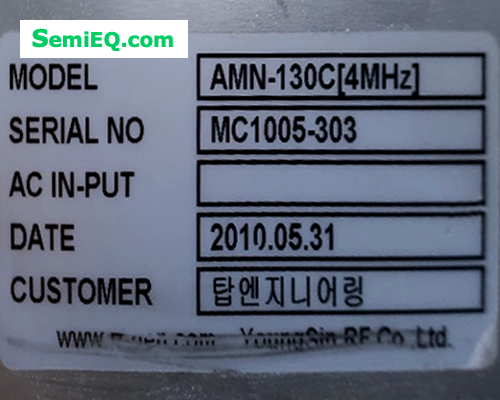 SemiEQ.com
MODEL AMN-130C[4MHz]
SERIAL NO MC1005-303
AC IN-PUT
DATE 2010.05.31
CUSTOMER 탑엔지니어링
YoungSin RF Co.,Ltd.